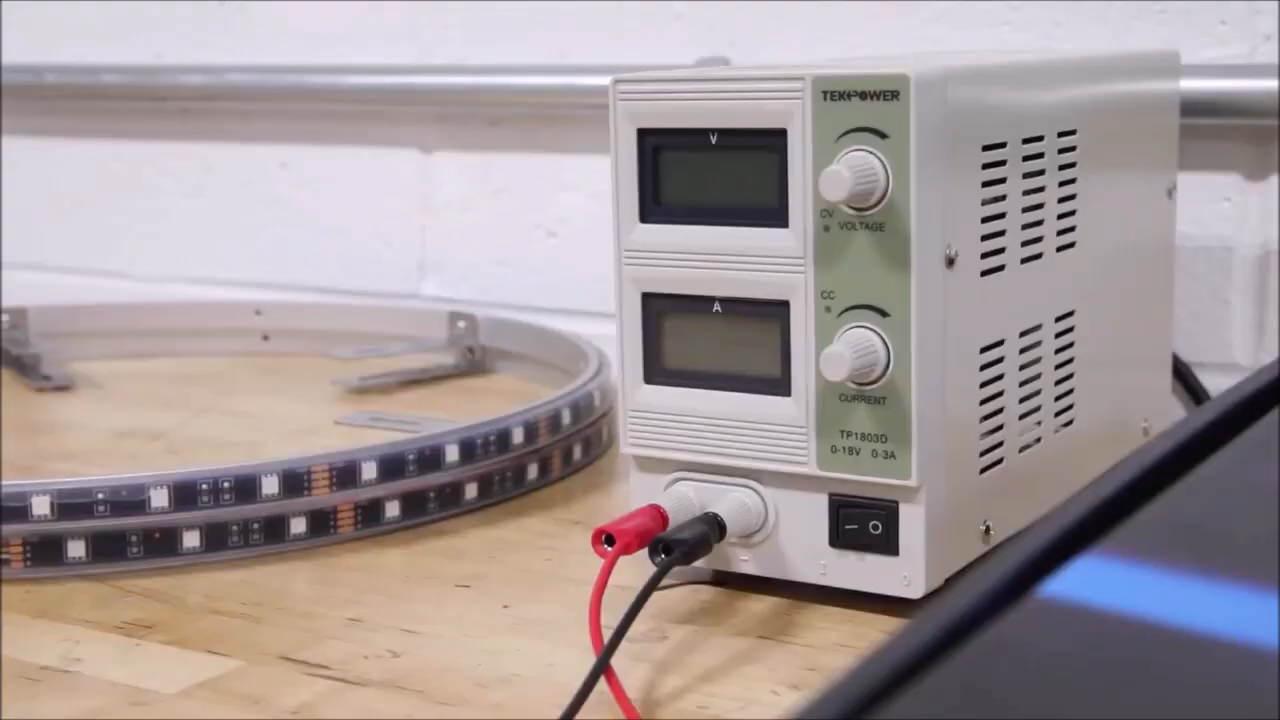 TEKPOWER
V
CV
VOLTAGE
CC
A
CURRENT
TP1803D
0-18V 0-3A